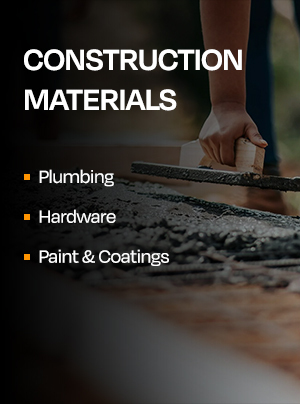 CONSTRUCTION
MATERIALS
Plumbing
Hardware
Paint & Coatings